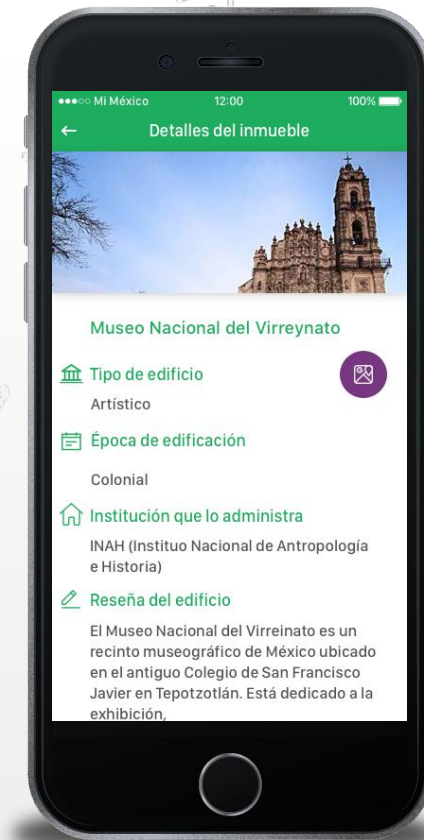 Mi México 12:00 100%
Detalles del inmueble
Museo Nacional del Virreynato
Tipo de edificio
Artístico
Época de edificación
Colonial
Institución que lo administra
INAH (Instituo Nacional de Antropología
e Historia)
Reseña del edificio
El Museo Nacional del Virreinato es un
recinto museográfico de México ubicado
en el antiguo Colegio de San Francisco
Javier en Tepotzotlán. Está dedicado a la
exhibición,